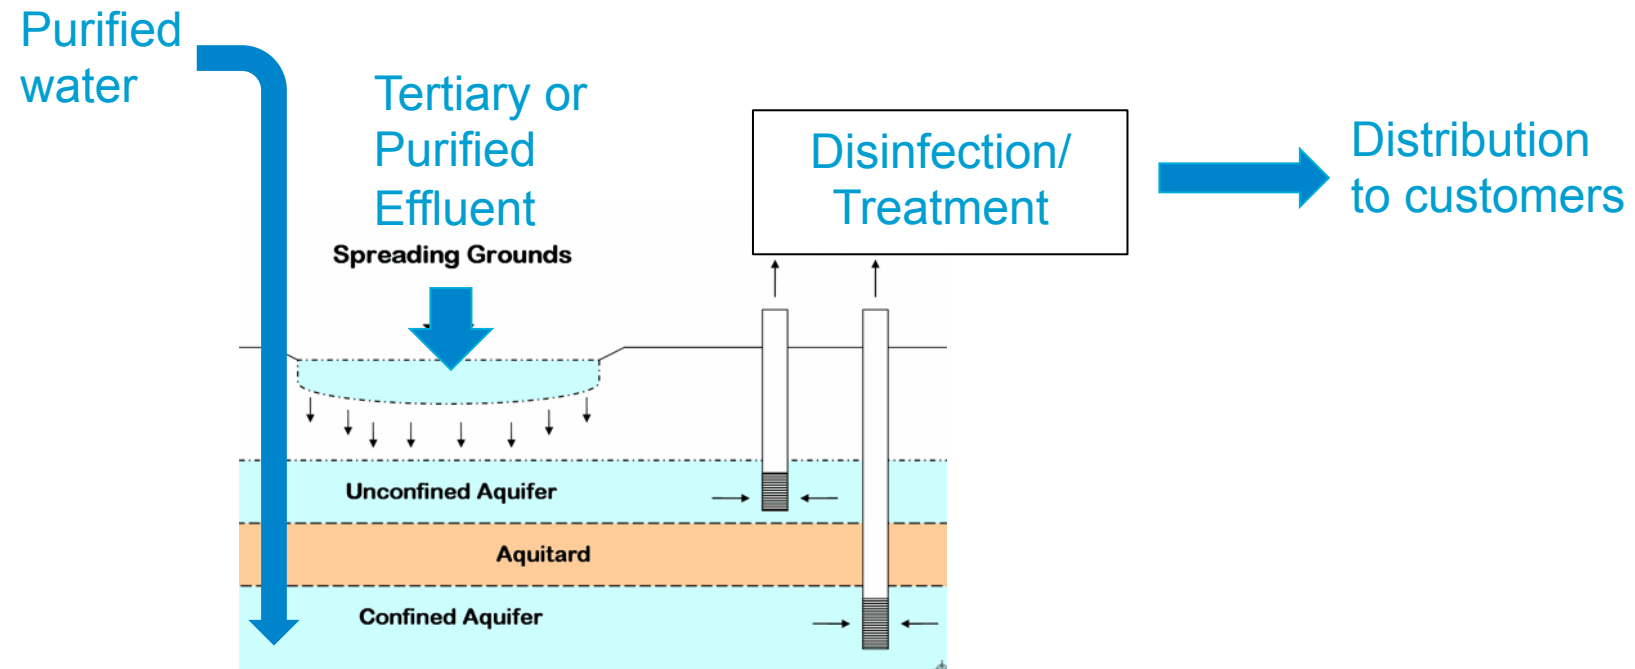 Purified
water
Tertiary or
Purified
Effluent
Spreading Grounds
Disinfection/
Treatment
Distribution
to customers
Unconfined Aquifer
Aquitard
Confined Aquifer